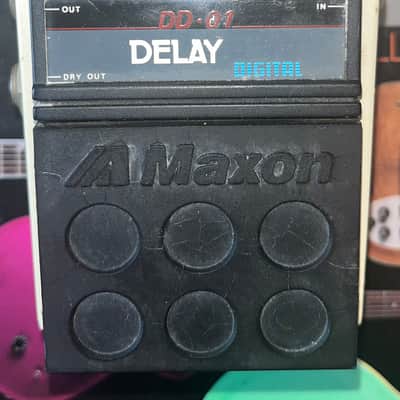 OUT IN
DD-01
DELAY
DIGITAL
DRY OUT
Maxon